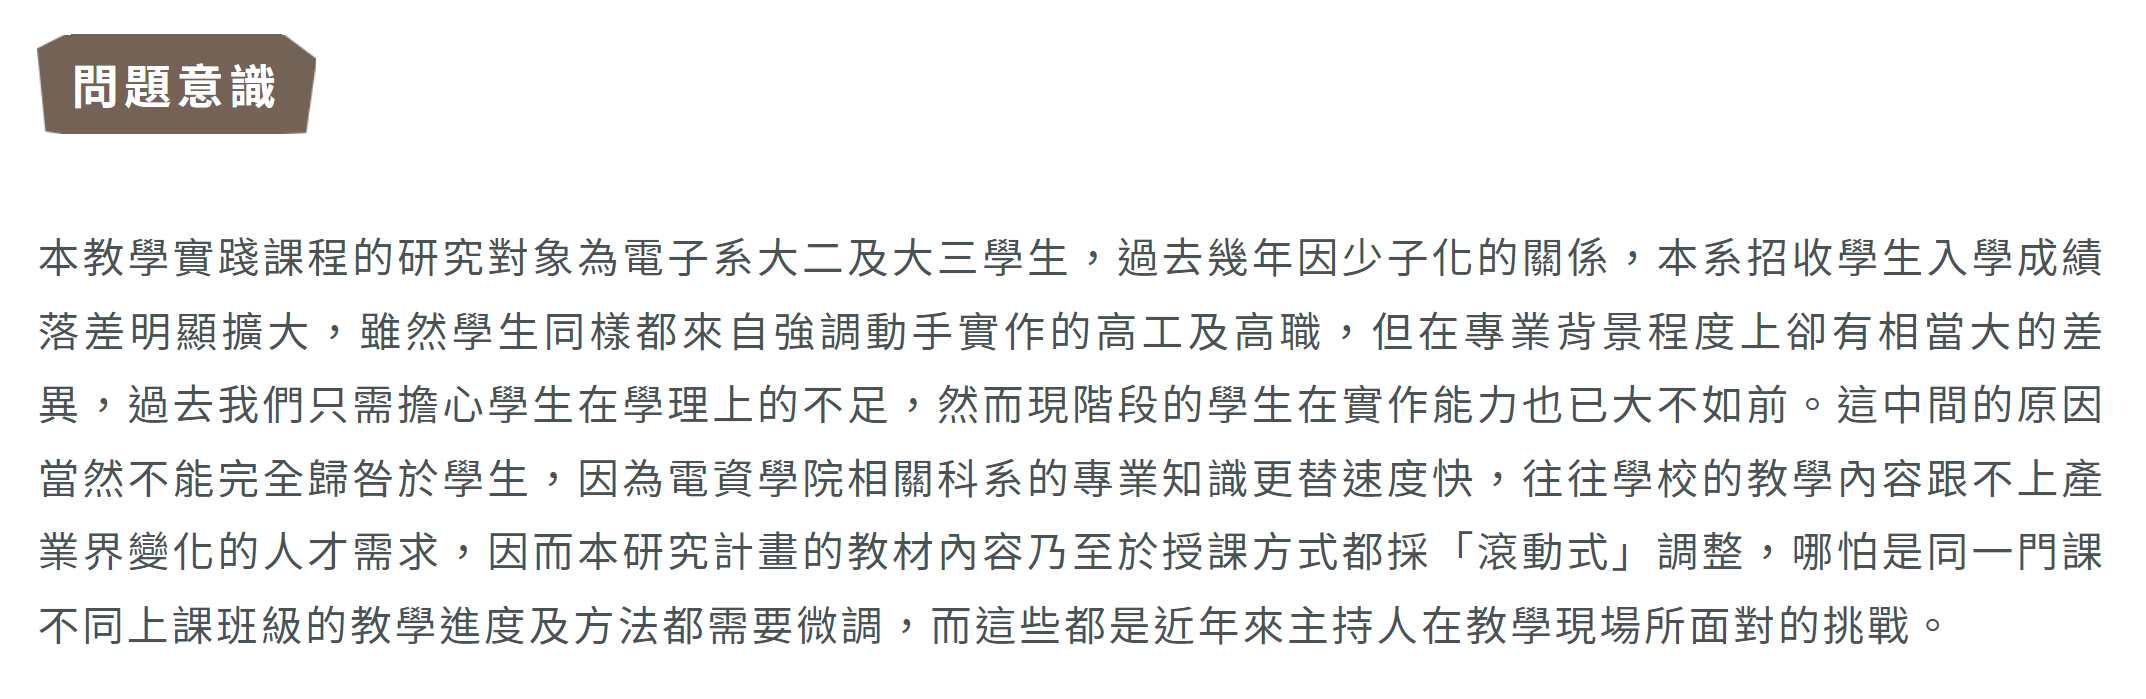 問題意識
本教學實踐課程的研究對象為電子系大二及大三學生，過去幾年因少子化的關係，本系招收學生入學成績
落差明顯擴大，雖然學生同樣都來自強調動手實作的高工及高職，但在專業背景程度上卻有相當大的差
異，過去我們只需擔心學生在學理上的不足，然而現階段的學生在實作能力也已大不如前。這中間的原因
當然不能完全歸咎於學生，因為電資學院相關科系的專業知識更替速度快，往往學校的教學內容跟不上產
業界變化的人才需求，因而本研究計畫的教材內容乃至於授課方式都採「滾動式」調整，哪怕是同一門課
不同上課班級的教學進度及方法都需要微調，而這些都是近年來主持人在教學現場所面對的挑戰。